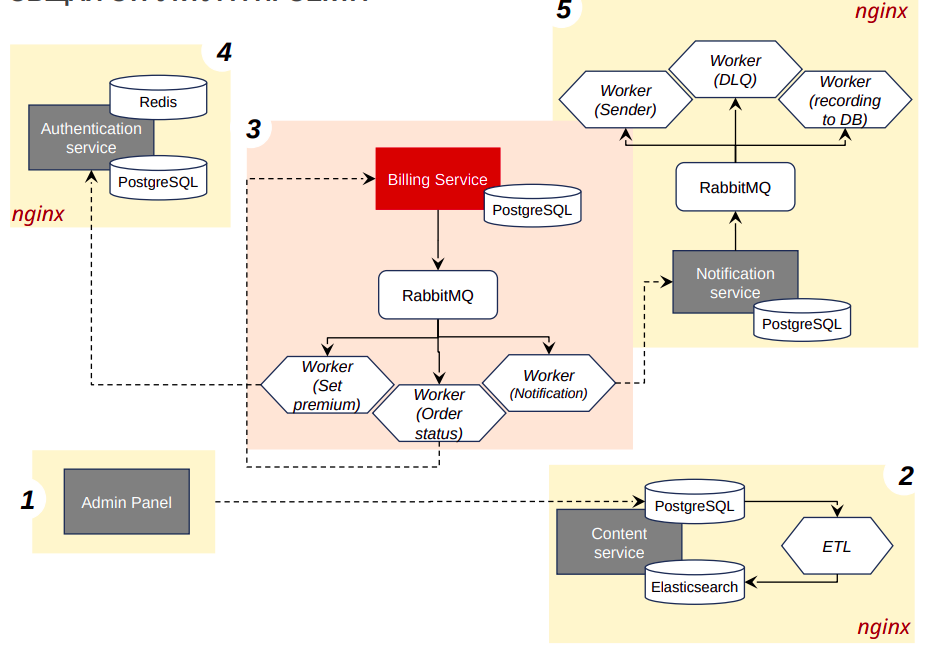 5
nginx
4
Redis
Authentication
service
PostgreSQL
nginx
3
Billing Service
PostgreSQL
RabbitMQ
Worker
(Set
premium)
Worker
(Order
status)
Worker
(Notification)
Worker
(Sender)
Worker
(DLQ)
Worker
(recording
to DB)
RabbitMQ
Notification
service
PostgreSQL
1
Admin Panel
2
PostgreSQL
Content
service
ETL
Elasticsearch
nginx